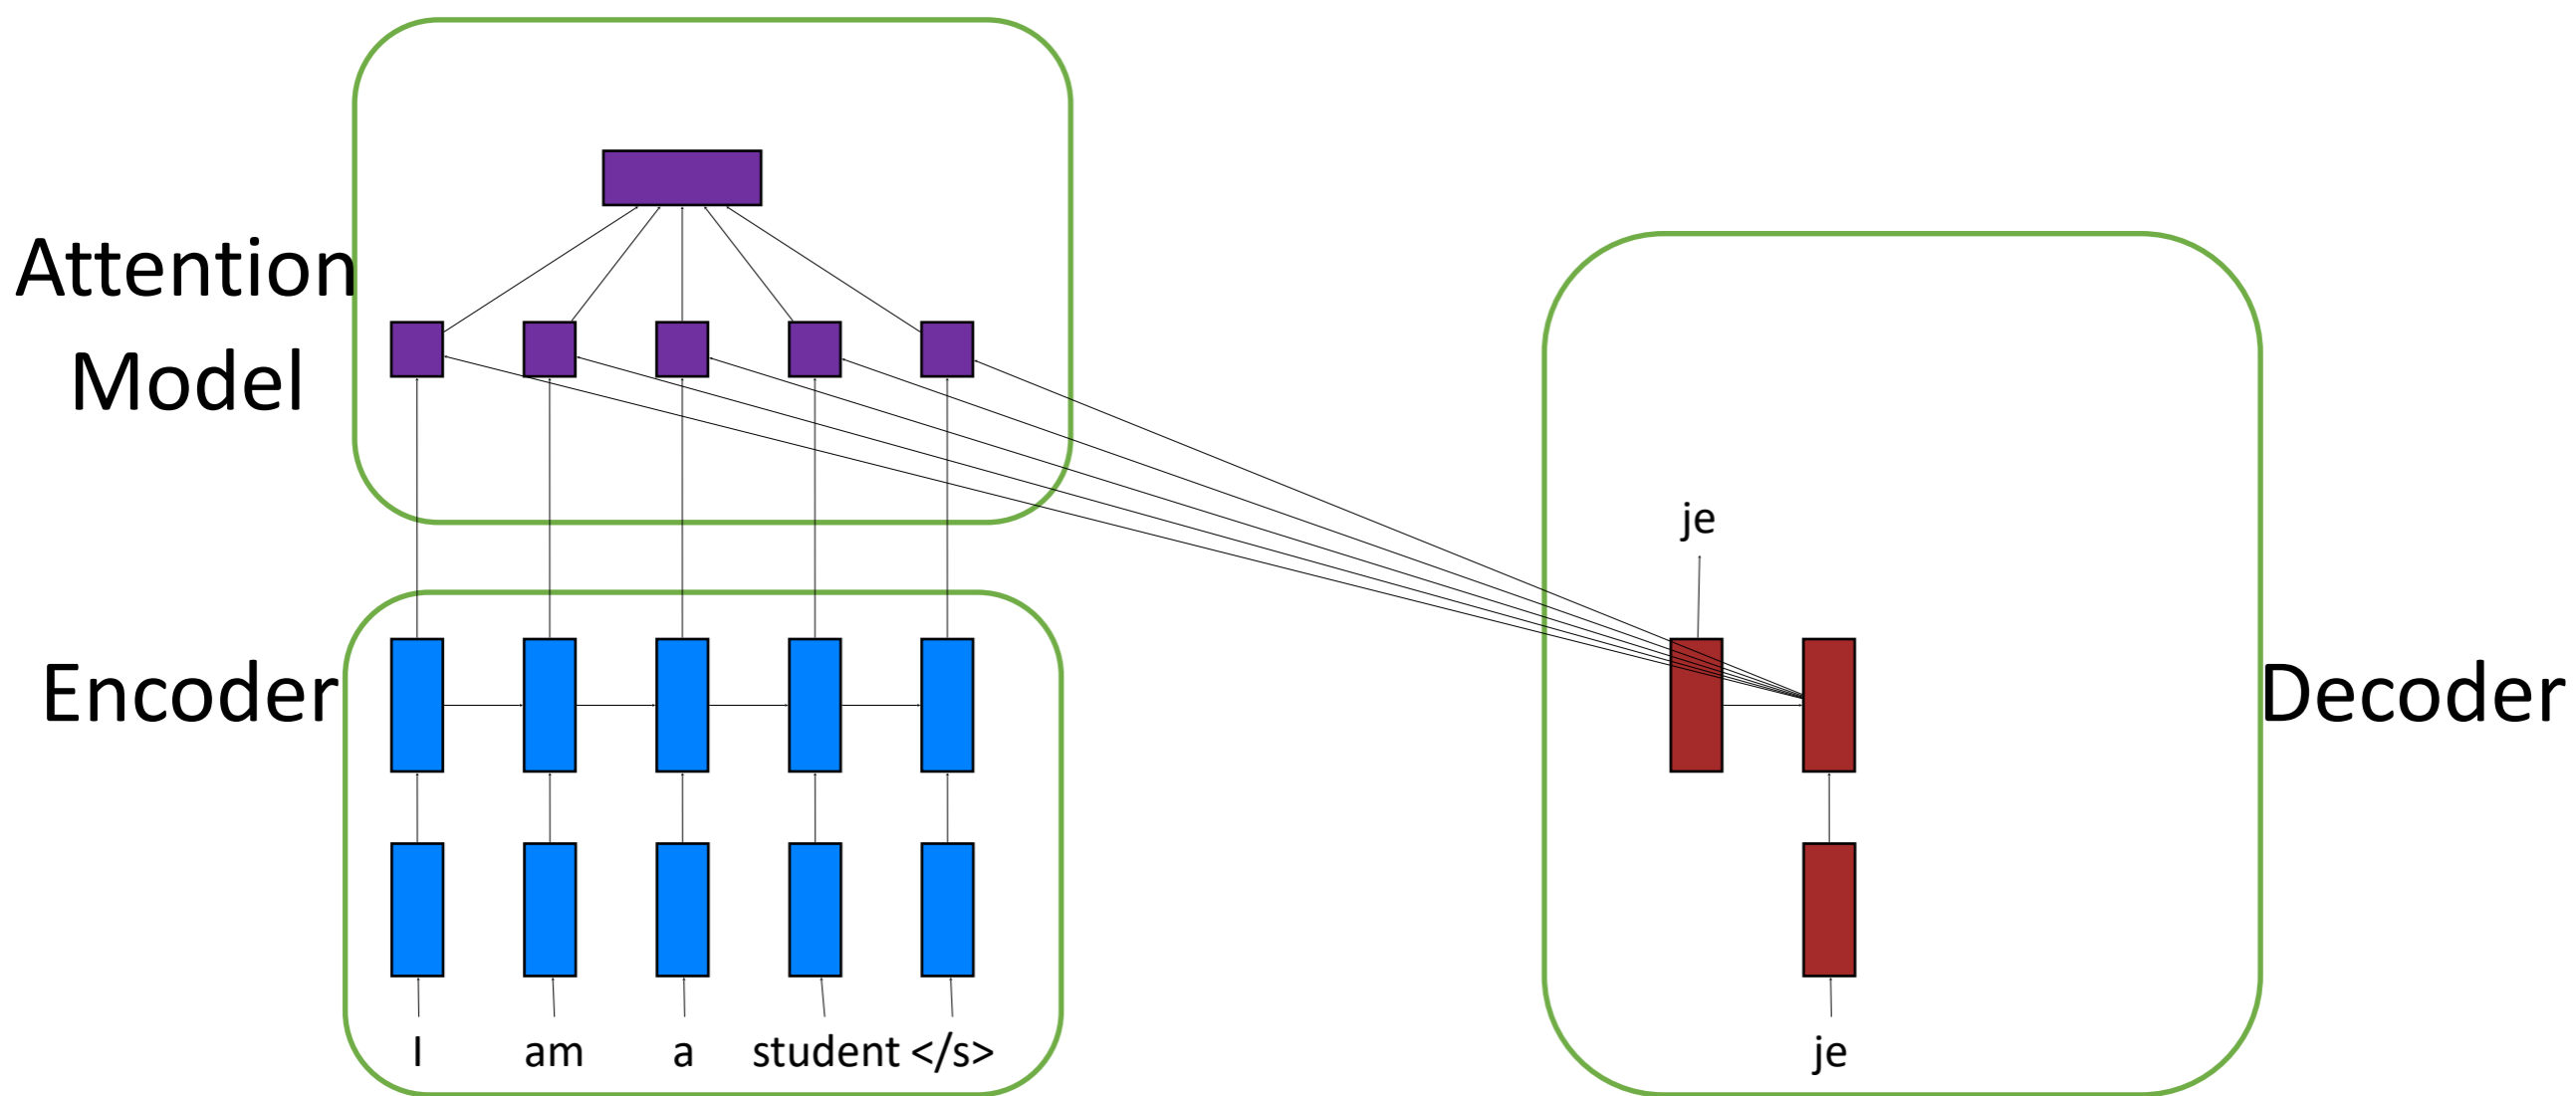 Attention
Model
je
Encoder
Decoder
I am a student </s>
je